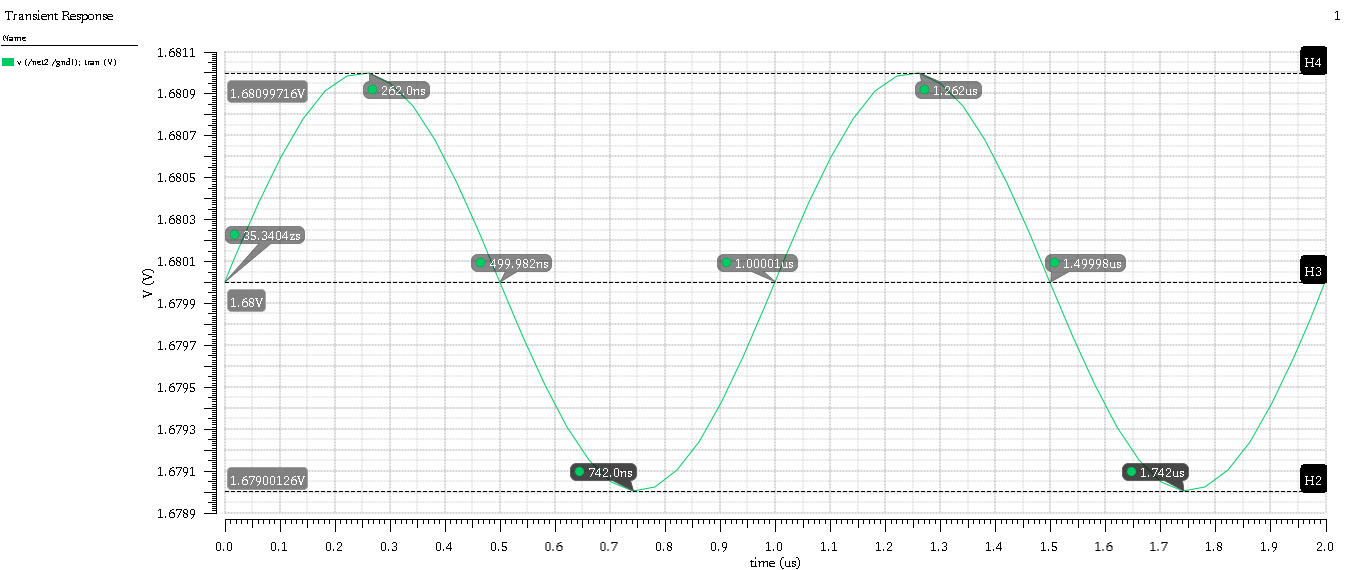 Transient Response
1
Name
v (/net2 /gnd!); tran (V)
V (V)
1.6811
1.6809
1.6807
1.6805
1.6803
1.6801
1.6799
1.6797
1.6795
1.6793
1.6791
1.6789
H4
1.68099716V
262.0ns
1.262us
35.3404zs
499.982ns
1.00001us
1.49998us
H3
1.68V
742.0ns
1.742us
1.67900126V
H2
0.0 0.1 0.2 0.3 0.4 0.5 0.6 0.7 0.8 0.9 1.0 1.1 1.2 1.3 1.4 1.5 1.6 1.7 1.8 1.9 2.0
time (us)